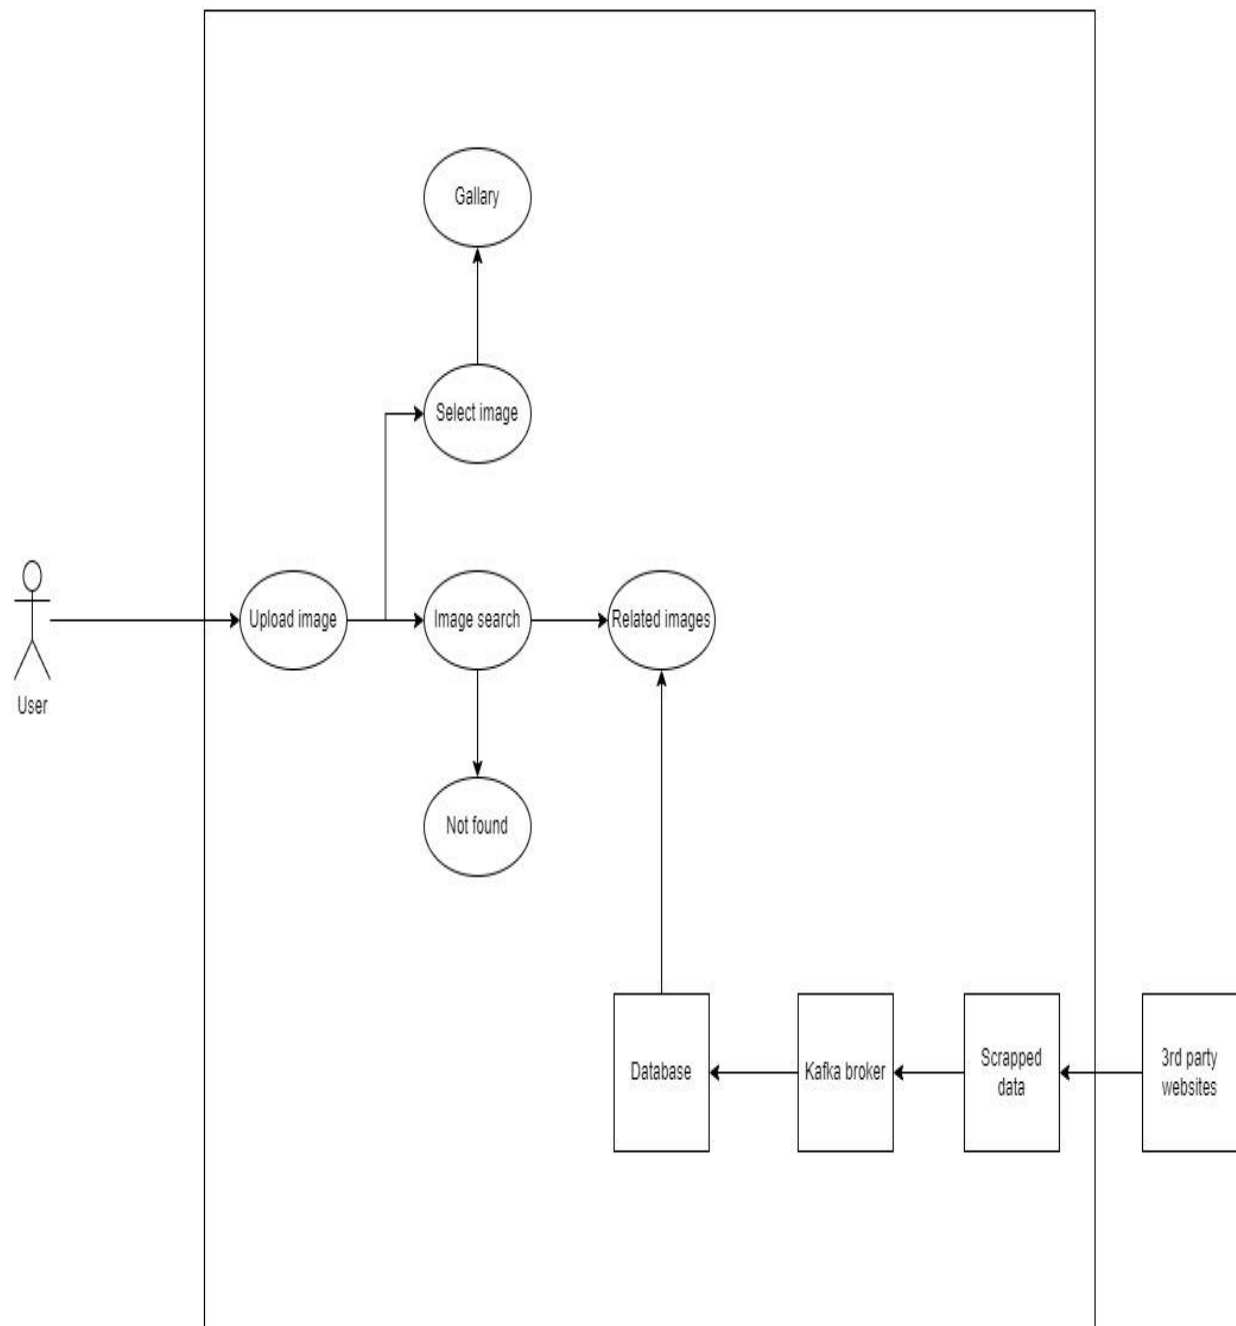 Gallary
Select image
User
Upload image
Image search
Related images
Not found
Database
Kafka broker
Scrapped
data
3rd party
websites